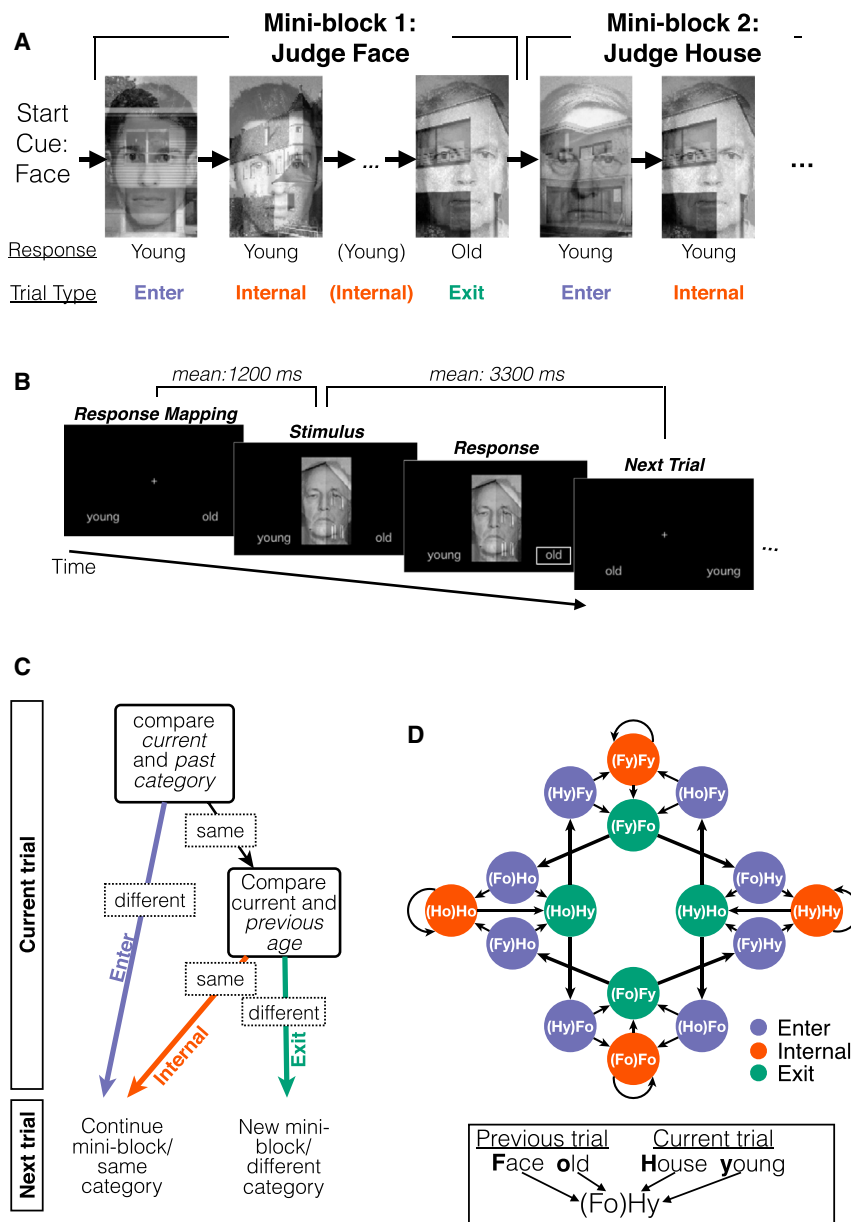 A
Mini-block 1:
Judge Face
Mini-block 2:
Judge House
Start
Cue:
Face
...
...
Response Young Young (Young) Old Young Young
Trial Type Enter Internal (Internal) Exit Enter Internal
B
mean:1200 ms
mean: 3300 ms
Response Mapping
Stimulus
Response
Next Trial
+
young old
young old
young old
+
old young
...
Time
C
Current trial
Next trial
compare
current
and past
category
same
different
Compare
current and
previous
age
same
different
Enter
Internal
Exit
Continue
mini-block/
same
category
New mini-
block/
different
category
D
(Fy)Fy
(Hy)Fy (Ho)Fy
(Fy)Fo
(Fo)Ho (Fo)Hy
(Ho)Ho (Ho)Hy (Hy)Ho (Hy)Hy
(Fy)Ho (Fy)Hy
(Fo)Fy
(Hy)Fo (Ho)Fo
(Fo)Fo
Enter
Internal
Exit
Previous trial Current trial
Face old House young
(Fo)Hy